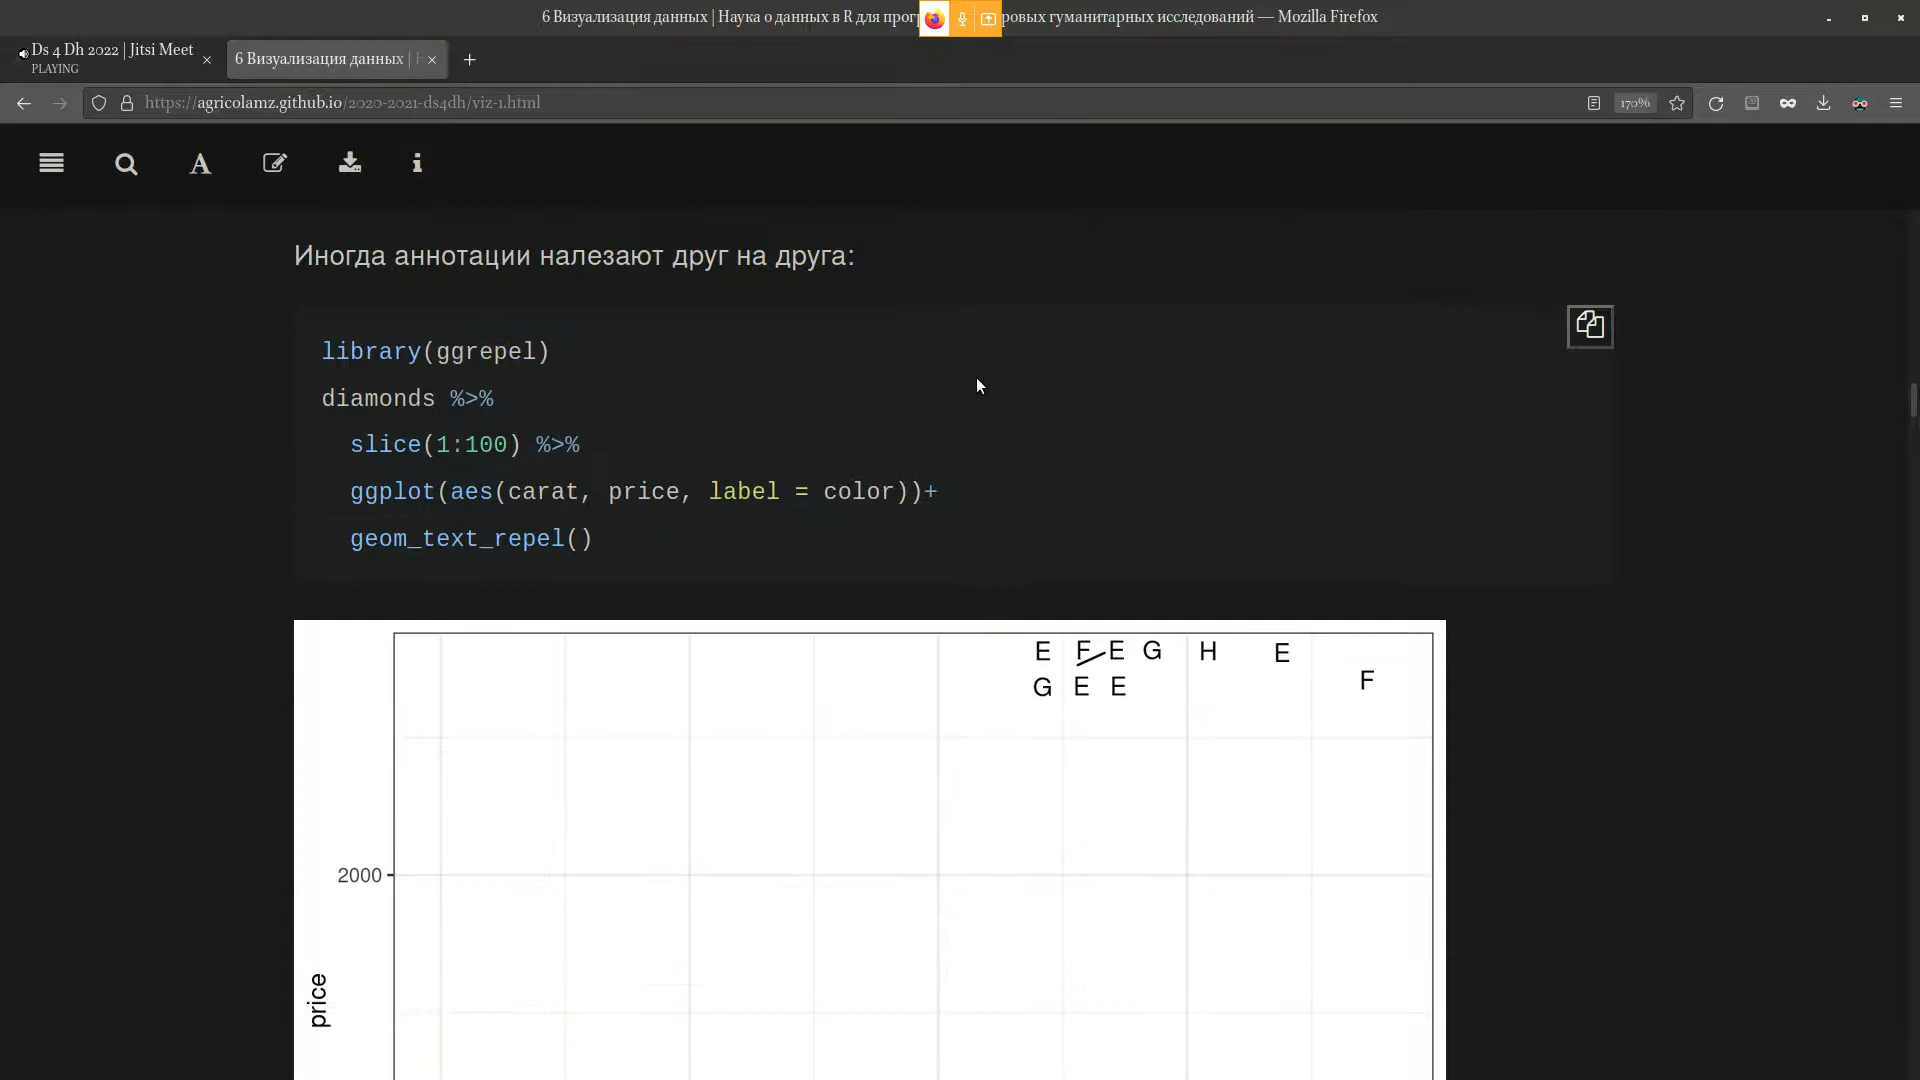 6 Визуализация данных | Наука о данных в R для прог ровых гуманитарных исследований — Mozilla Firefox
Ds 4 Dh 2022 | Jitsi Meet
PLAYING
6 Визуализация данных |
https://agricolamz.github.io/2020-2021-ds4dh/viz-1.html
170%
Иногда аннотации налезают друг на друга:
library(ggrepel)
diamonds %>%
slice(1:100) %>%
ggplot(aes(carat, price, label = color))+
geom_text_repel()
E F E G H E
F
G E E
2000
price